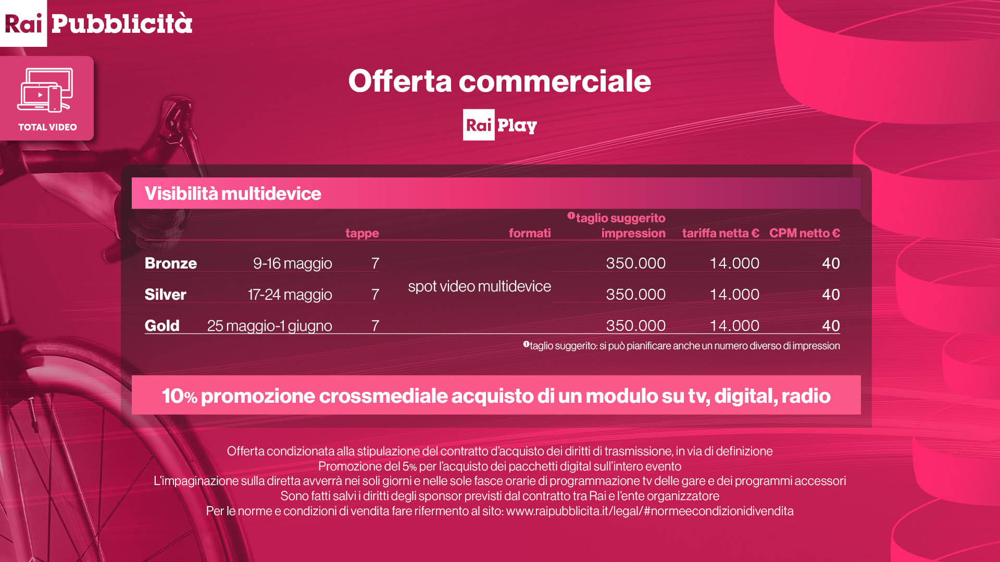 Rai Pubblicità
TOTAL VIDEO
Offerta commerciale
Rai Play
Visibilità multidevice
tappe formati ❶taglio suggerito impression tariffa netta € CPM netto €
Bronze 9-16 maggio 7 350.000 14.000 40
spot video multidevice
Silver 17-24 maggio 7 350.000 14.000 40
Gold 25 maggio-1 giugno 7 350.000 14.000 40
❶taglio suggerito: si può pianificare anche un numero diverso di impression
10% promozione crossmediale acquisto di un modulo su tv, digital, radio
Offerta condizionata alla stipulazione del contratto d'acquisto dei diritti di trasmissione, in via di definizione
Promozione del 5% per l'acquisto dei pacchetti digital sull'intero evento
L'impaginazione sulla diretta avverrà nei soli giorni e nelle sole fasce orarie di programmazione tv delle gare e dei programmi accessori
Sono fatti salvi i diritti degli sponsor previsti dal contratto tra Rai e l'ente organizzatore
Per le norme e condizioni di vendita fare rifermento al sito: www.raipubblicita.it/legal/#normeecondizionidivendita